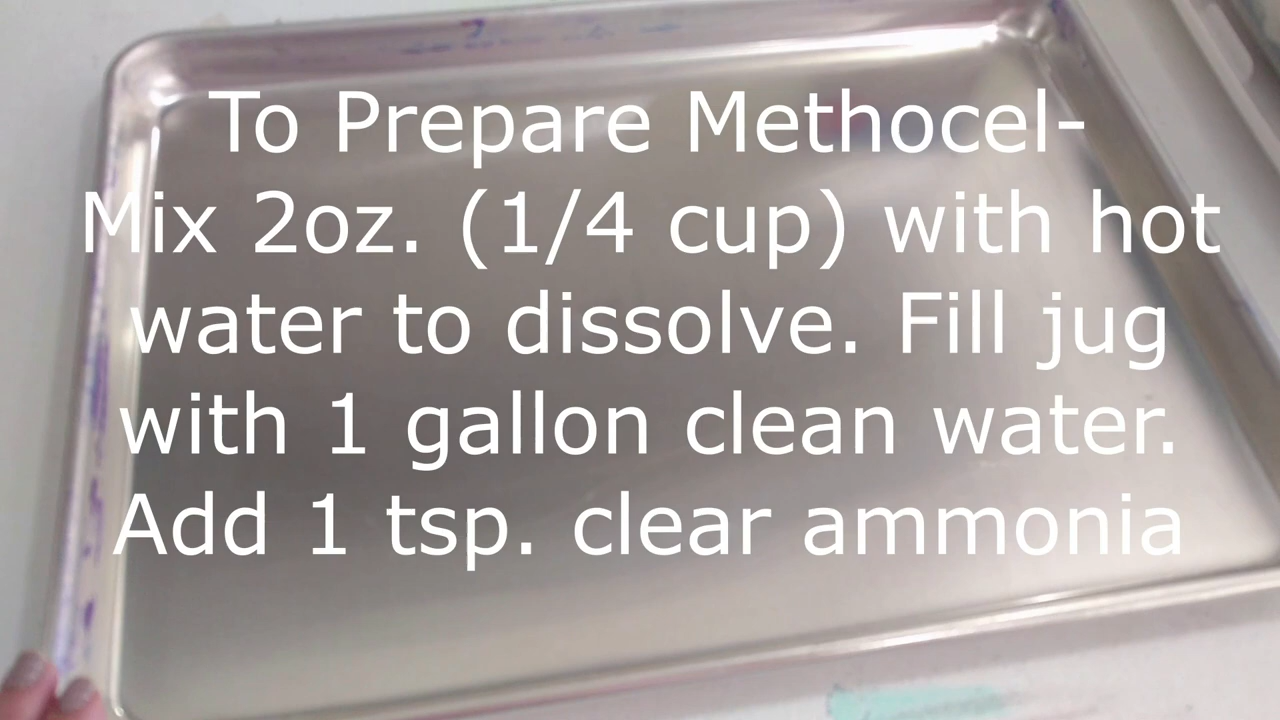 To Prepare Methocel-
Mix 2oz. (1/4 cup) with hot
water to dissolve. Fill jug
with 1 gallon clean water.
Add 1 tsp. clear ammonia